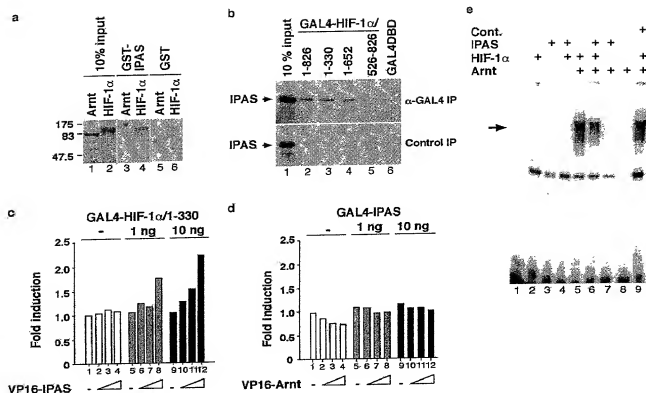 a
10% input
GST-IPAS
GST
Arnt
HIF-1α
Arnt
HIF-1α
Arnt
HIF-1α
175
83
47.5
1 2 3 4 5 6
b
GAL4-HIF-1α/
10 % input
1-826
1-330
1-652
526-826
GAL4DBD
IPAS
α-GAL4 IP
IPAS
Control IP
1 2 3 4 5 6
e
Cont. +
IPAS + + + +
HIF-1α + + + + +
Arnt + + + + +
1 2 3 4 5 6 7 8 9
c
GAL4-HIF-1α/1-330
- 1 ng 10 ng
Fold induction
2.5
2.0
1.5
1.0
0.5
0
1 2 3 4 5 6 7 8 9 10 11 12
VP16-IPAS - - -
d
GAL4-IPAS
- 1 ng 10 ng
Fold induction
2.5
2.0
1.5
1.0
0.5
0
1 2 3 4 5 6 7 8 9 10 11 12
VP16-Arnt - - -